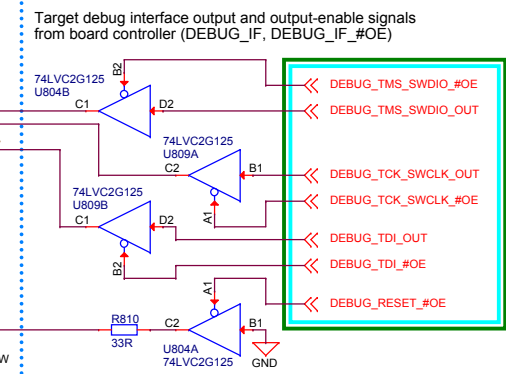 Target debug interface output and output-enable signals
from board controller (DEBUG_IF, DEBUG_IF_#OE)
B2
74LVC2G125
U804B
DEBUG_TMS_SWDIO_#OE
C1
D2
DEBUG_TMS_SWDIO_OUT
74LVC2G125
U809A
C2
B1
DEBUG_TCK_SWCLK_OUT
74LVC2G125
U809B
A1
DEBUG_TCK_SWCLK_#OE
C1
D2
DEBUG_TDI_OUT
B2
DEBUG_TDI_#OE
A1
DEBUG_RESET_#OE
R810
33R
C2
B1
U804A
74LVC2G125
GND
w